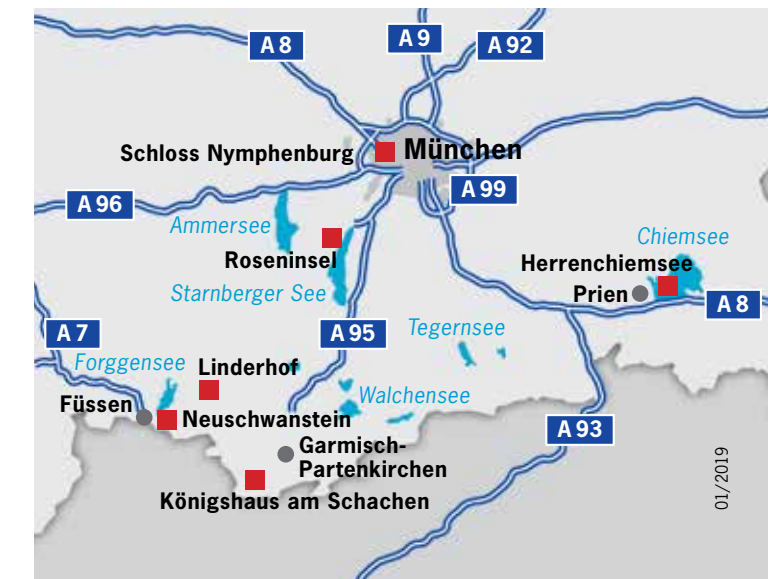 A 8
A 9
A 92
Schloss Nymphenburg
München
A 99
A 96
Ammersee
Roseninsel
Starnberger See
Chiemsee
Herrenchiemsee
Prien
A 8
A 7
A 95
Tegernsee
Forggensee
Linderhof
Walchensee
Füssen
Neuschwanstein
A 93
Garmisch-
Partenkirchen
Königshaus am Schachen
01/2019